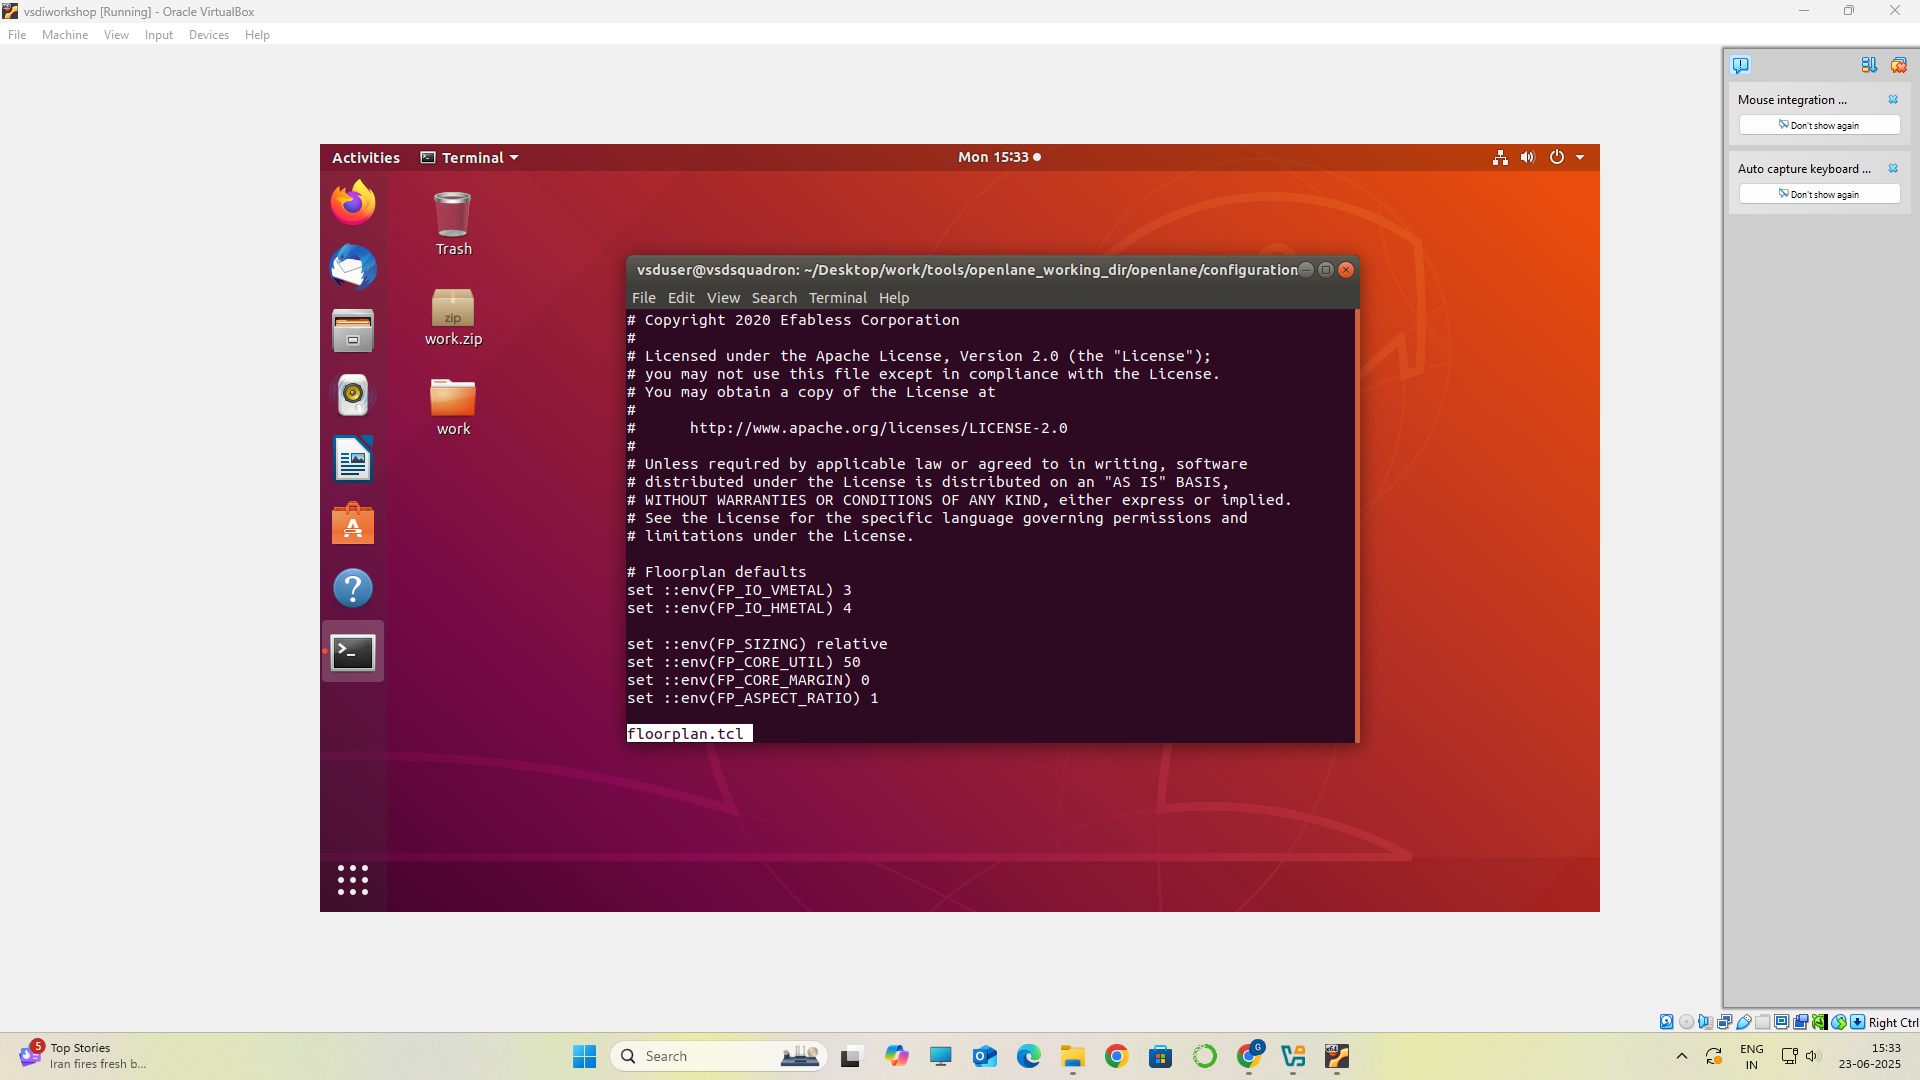 vsdiworkshop [Running] - Oracle VirtualBox
File Machine View Input Devices Help
Mouse integration ...
Don't show again
Auto capture keyboard ...
Don't show again
Activities Terminal Mon 15:33
Trash
zip
work.zip
work
vsduser@vsdsquadron: ~/Desktop/work/tools/openlane_working_dir/openlane/configuration
File Edit View Search Terminal Help
# Copyright 2020 Efabless Corporation
#
# Licensed under the Apache License, Version 2.0 (the "License");
# you may not use this file except in compliance with the License.
# You may obtain a copy of the License at
#
#      http://www.apache.org/licenses/LICENSE-2.0
#
# Unless required by applicable law or agreed to in writing, software
# distributed under the License is distributed on an "AS IS" BASIS,
# WITHOUT WARRANTIES OR CONDITIONS OF ANY KIND, either express or implied.
# See the License for the specific language governing permissions and
# limitations under the License.
# Floorplan defaults
set ::env(FP_IO_VMETAL) 3
set ::env(FP_IO_HMETAL) 4
set ::env(FP_SIZING) relative
set ::env(FP_CORE_UTIL) 50
set ::env(FP_CORE_MARGIN) 0
set ::env(FP_ASPECT_RATIO) 1
floorplan.tcl
Right Ctrl
5
Top Stories
Iran fires fresh b...
Search
G
ENG
IN
15:33
23-06-2025